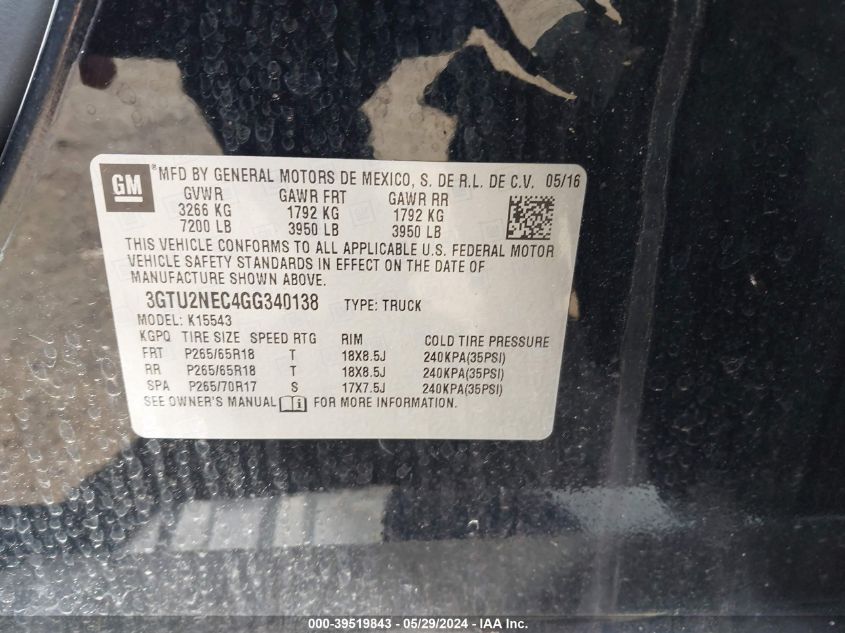 GM
® MFD BY GENERAL MOTORS DE MEXICO, S. DE R.L. DE C.V. 05/16
GVWR GAWR FRT GAWR RR
3266 KG 1792 KG 1792 KG
7200 LB 3950 LB 3950 LB
THIS VEHICLE CONFORMS TO ALL APPLICABLE U.S. FEDERAL MOTOR
VEHICLE SAFETY STANDARDS IN EFFECT ON THE DATE OF
MANUFACTURE SHOWN ABOVE.
3GTU2NEC4GG340138 TYPE: TRUCK
MODEL: K15543
KGPQ TIRE SIZE SPEED RTG RIM COLD TIRE PRESSURE
FRT P265/65R18 T 18X8.5J 240KPA(35PSI)
RR P265/65R18 T 18X8.5J 240KPA(35PSI)
SPA P265/70R17 S 17X7.5J 240KPA(35PSI)
SEE OWNER'S MANUAL i FOR MORE INFORMATION.
000-39519843 / 05/29/2024 - IAA Inc.